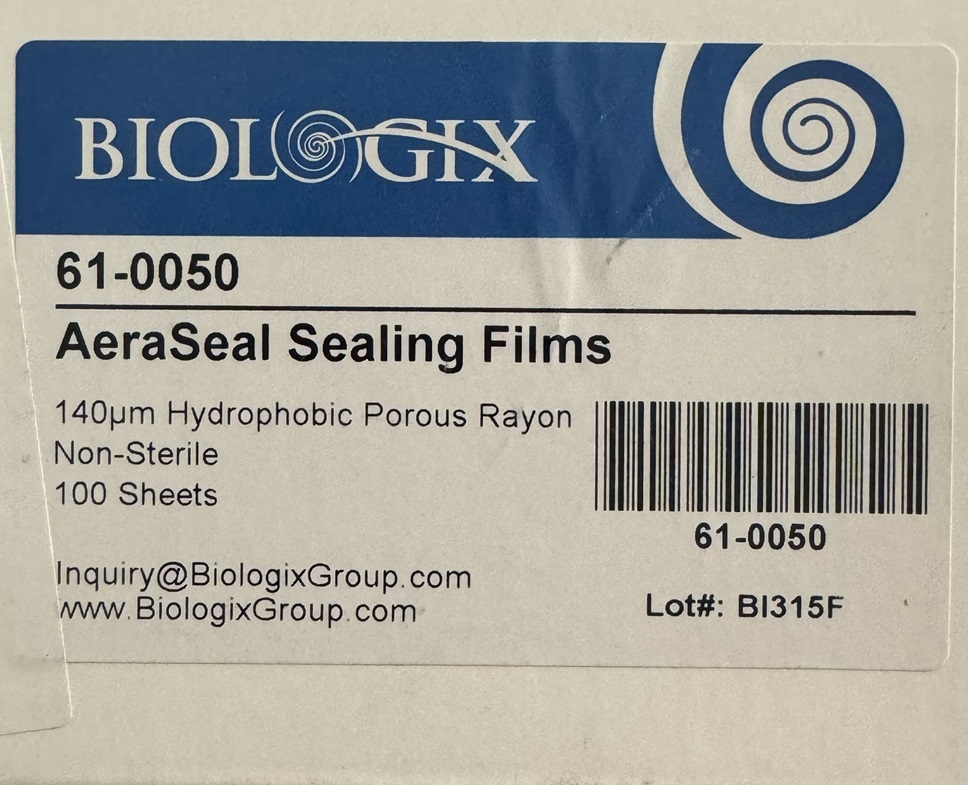 BIOLOGIX
61-0050
AeraSeal Sealing Films
140µm Hydrophobic Porous Rayon
Non-Sterile
100 Sheets
61-0050
Inquiry@BiologixGroup.com
www.BiologixGroup.com
Lot#: BI315F